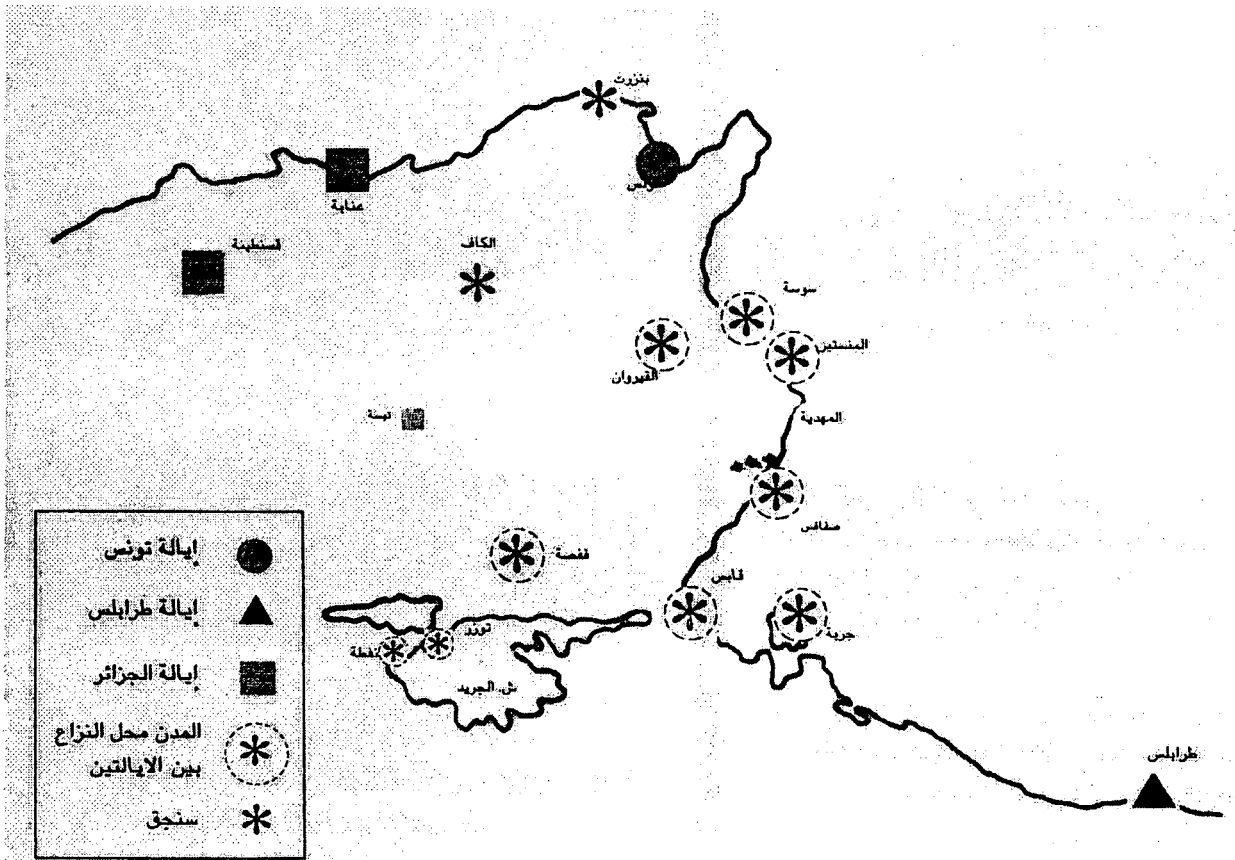 بنزرت
تونس
عنابة
قسنطينة
الكاف
سوسة
المنستير
القيروان
المهدية
تبسة
صفاقس
قفصة
قابس
جربة
توزر
نفطة
ش. الجريد
طرابلس
إيالة تونس
إيالة طرابلس
إيالة الجزائر
المدن محل النزاع
بين الايالتين
سنجق